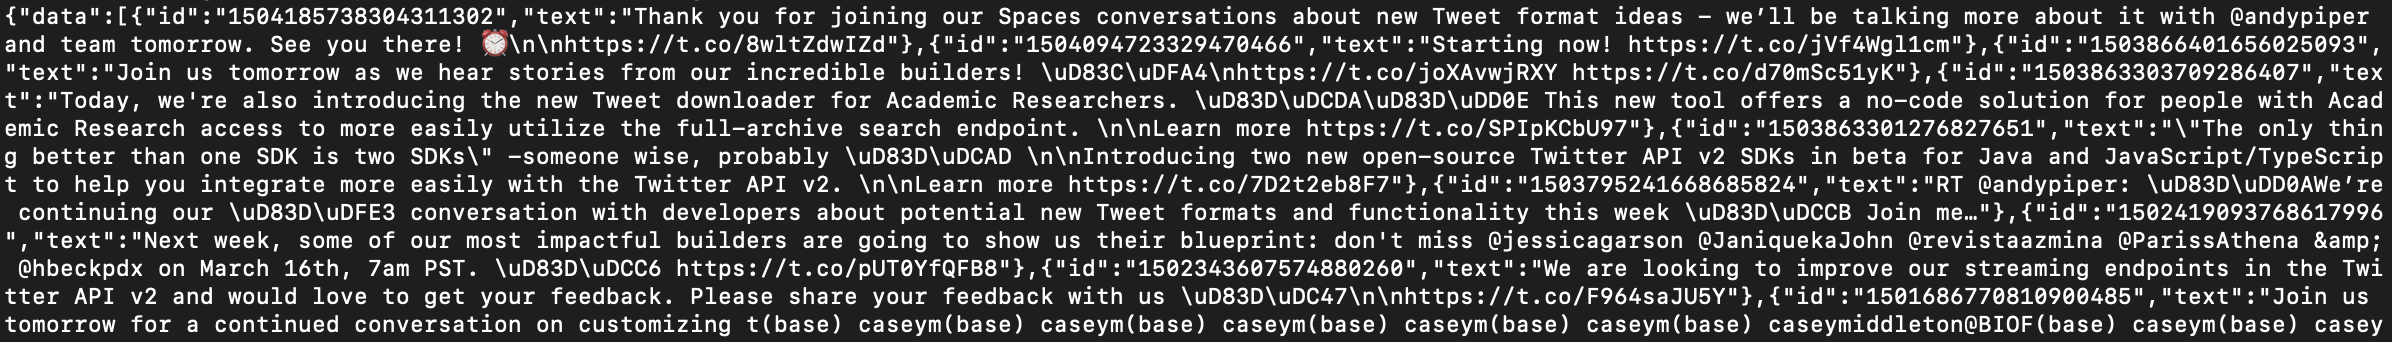 {"data":[{"id":"1504185738304311302","text":"Thank you for joining our Spaces conversations about new Tweet format ideas – we’ll be talking more about it with @andypiper
and team tomorrow. See you there! ⏰\n\nhttps://t.co/8wltZdwIZd"},{"id":"1504094723329470466","text":"Starting now! https://t.co/jVf4Wgl1cm"},{"id":"1503866401656025093",
"text":"Join us tomorrow as we hear stories from our incredible builders! \uD83C\uDFA4\nhttps://t.co/joXAvwjRXY https://t.co/d70mSc51yK"},{"id":"1503863303709286407","tex
t":"Today, we're also introducing the new Tweet downloader for Academic Researchers. \uD83D\uDCDA\uD83D\uDD0E This new tool offers a no-code solution for people with Acad
emic Research access to more easily utilize the full-archive search endpoint. \n\nLearn more https://t.co/SPIpKCbU97"},{"id":"1503863301276827651","text":"\"The only thin
g better than one SDK is two SDKs\" –someone wise, probably \uD83D\uDCAD \n\nIntroducing two new open-source Twitter API v2 SDKs in beta for Java and JavaScript/TypeScrip
t to help you integrate more easily with the Twitter API v2. \n\nLearn more https://t.co/7D2t2eb8F7"},{"id":"1503795241668685824","text":"RT @andypiper: \uD83D\uDD0AWe’re
continuing our \uD83D\uDFE3 conversation with developers about potential new Tweet formats and functionality this week \uD83D\uDCCB Join me…"},{"id":"1502419093768617996
","text":"Next week, some of our most impactful builders are going to show us their blueprint: don't miss @jessicagarson @JaniquekaJohn @revistaazmina @ParissAthena &amp;
@hbeckpdx on March 16th, 7am PST. \uD83D\uDCC6 https://t.co/pUT0YfQFB8"},{"id":"1502343607574880260","text":"We are looking to improve our streaming endpoints in the Twi
tter API v2 and would love to get your feedback. Please share your feedback with us \uD83D\uDC47\n\nhttps://t.co/F964saJU5Y"},{"id":"1501686770810900485","text":"Join us
tomorrow for a continued conversation on customizing t(base) caseym(base) caseym(base) caseym(base) caseym(base) caseym(base) caseymiddleton@BIOF(base) caseym(base) casey